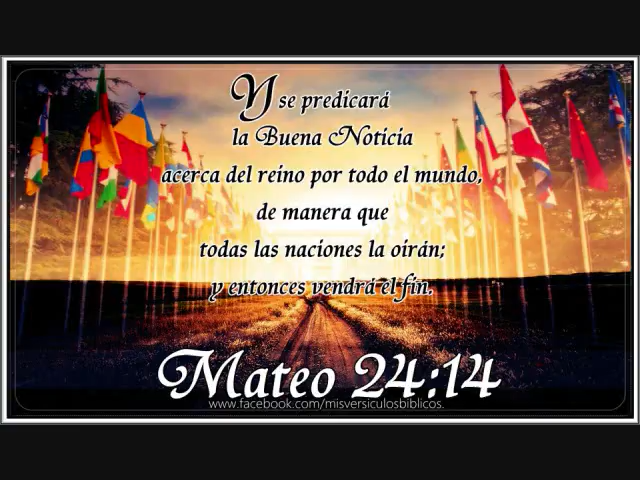 Y se predicará
la Buena Noticia
acerca del reino por todo el mundo,
de manera que
todas las naciones la oirán;
y entonces vendrá el fin.
Mateo 24:14
www.facebook.com/misversiculosbiblicos.